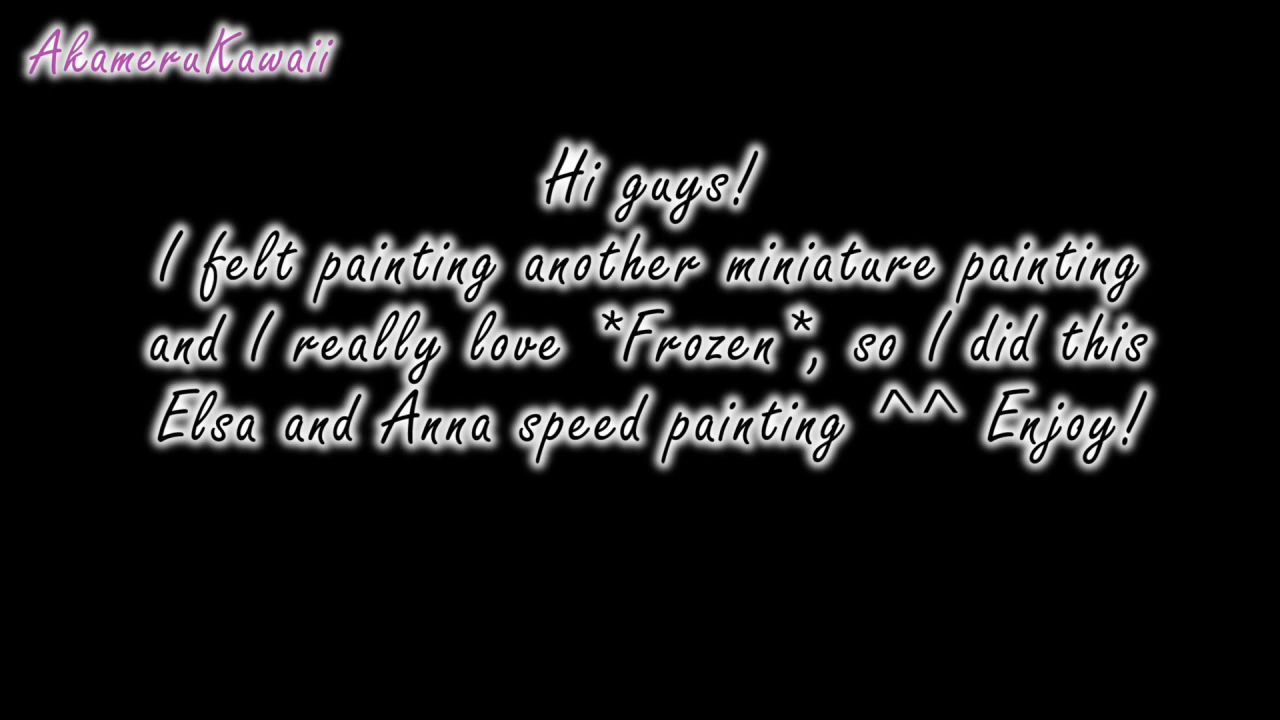 AkameruKawaii
Hi guys!
I felt painting another miniature painting
and I really love *Frozen*, so I did this
Elsa and Anna speed painting ^^ Enjoy!